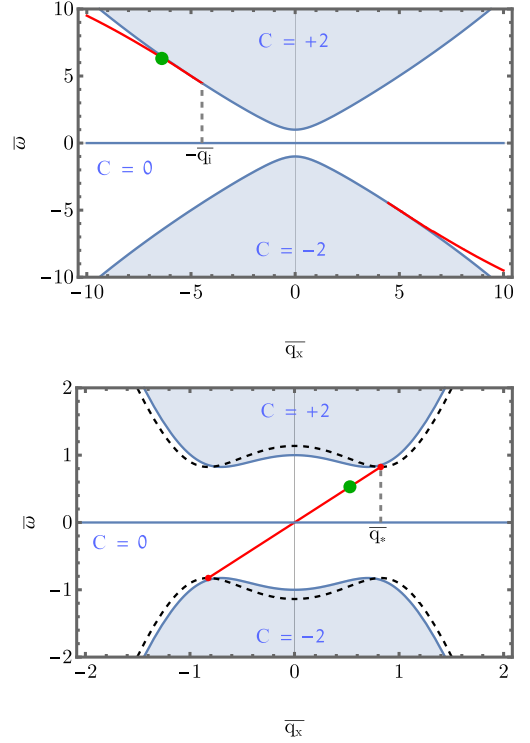 10
C = +2
5
ω̅
0
−q̅i̅
C = 0
−5
C = −2
−10
−10 −5 0 5 10
q̅x̅
2
C = +2
1
ω̅
0
q̅*̅
C = 0
−1
C = −2
−2
−2 −1 0 1 2
q̅x̅